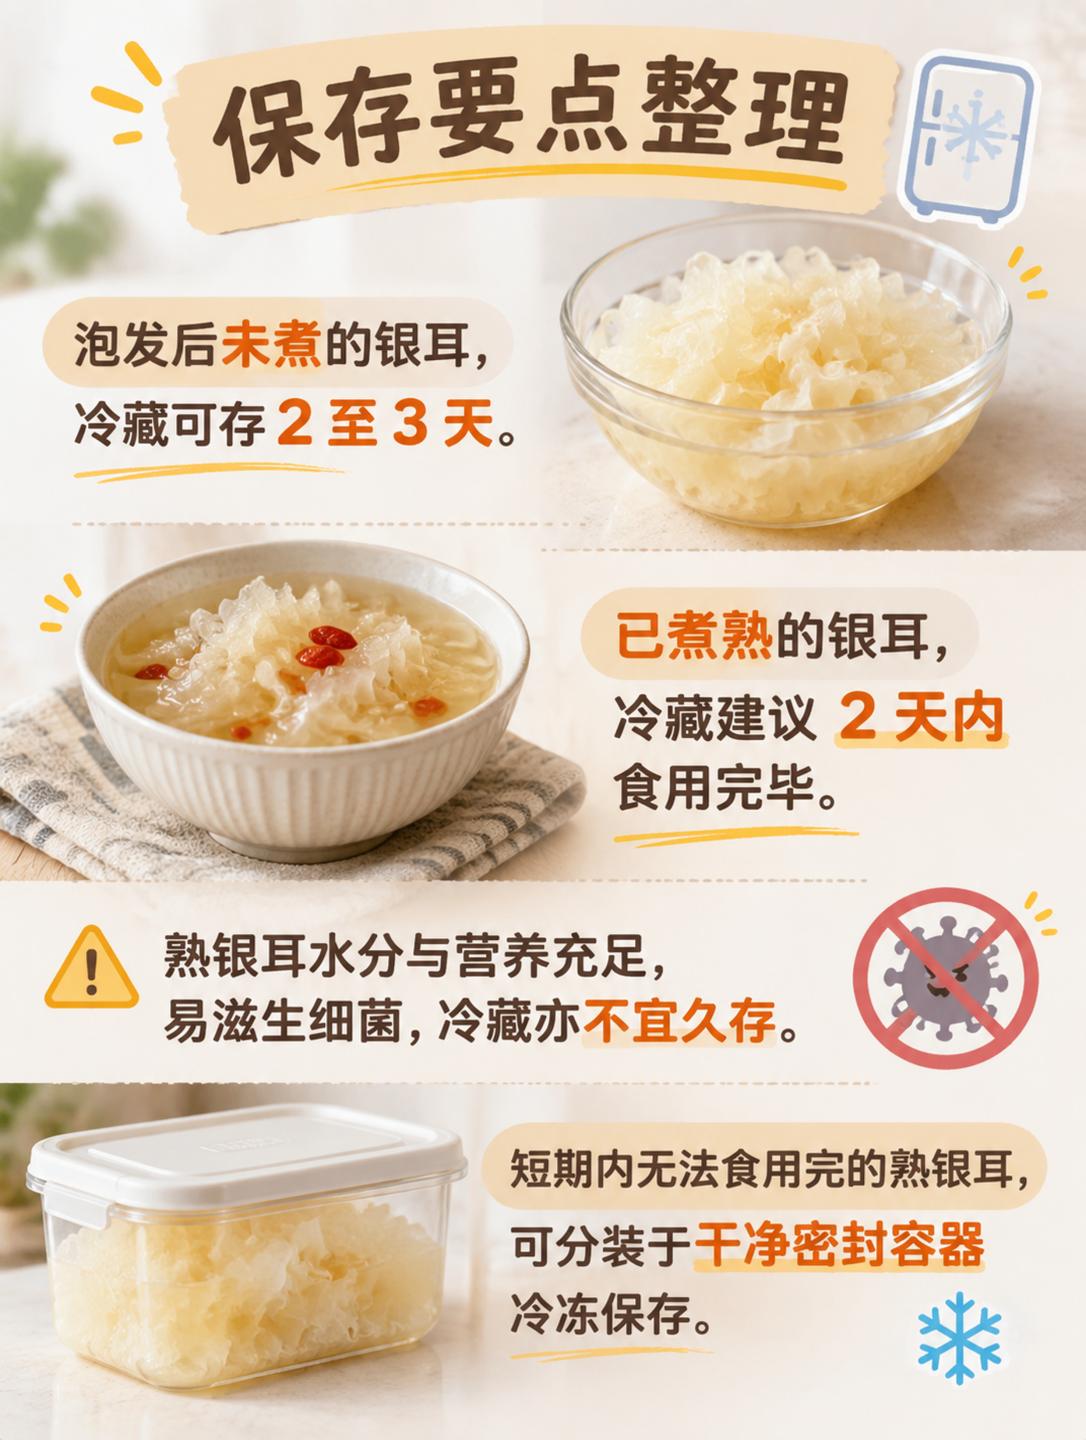 保存要点整理
泡发后未煮的银耳，
冷藏可存 2 至 3 天。
已煮熟的银耳，
冷藏建议 2 天内
食用完毕。
熟银耳水分与营养充足，
易滋生细菌，冷藏亦不宜久存。
短期内无法食用完的熟银耳，
可分装于干净密封容器
冷冻保存。